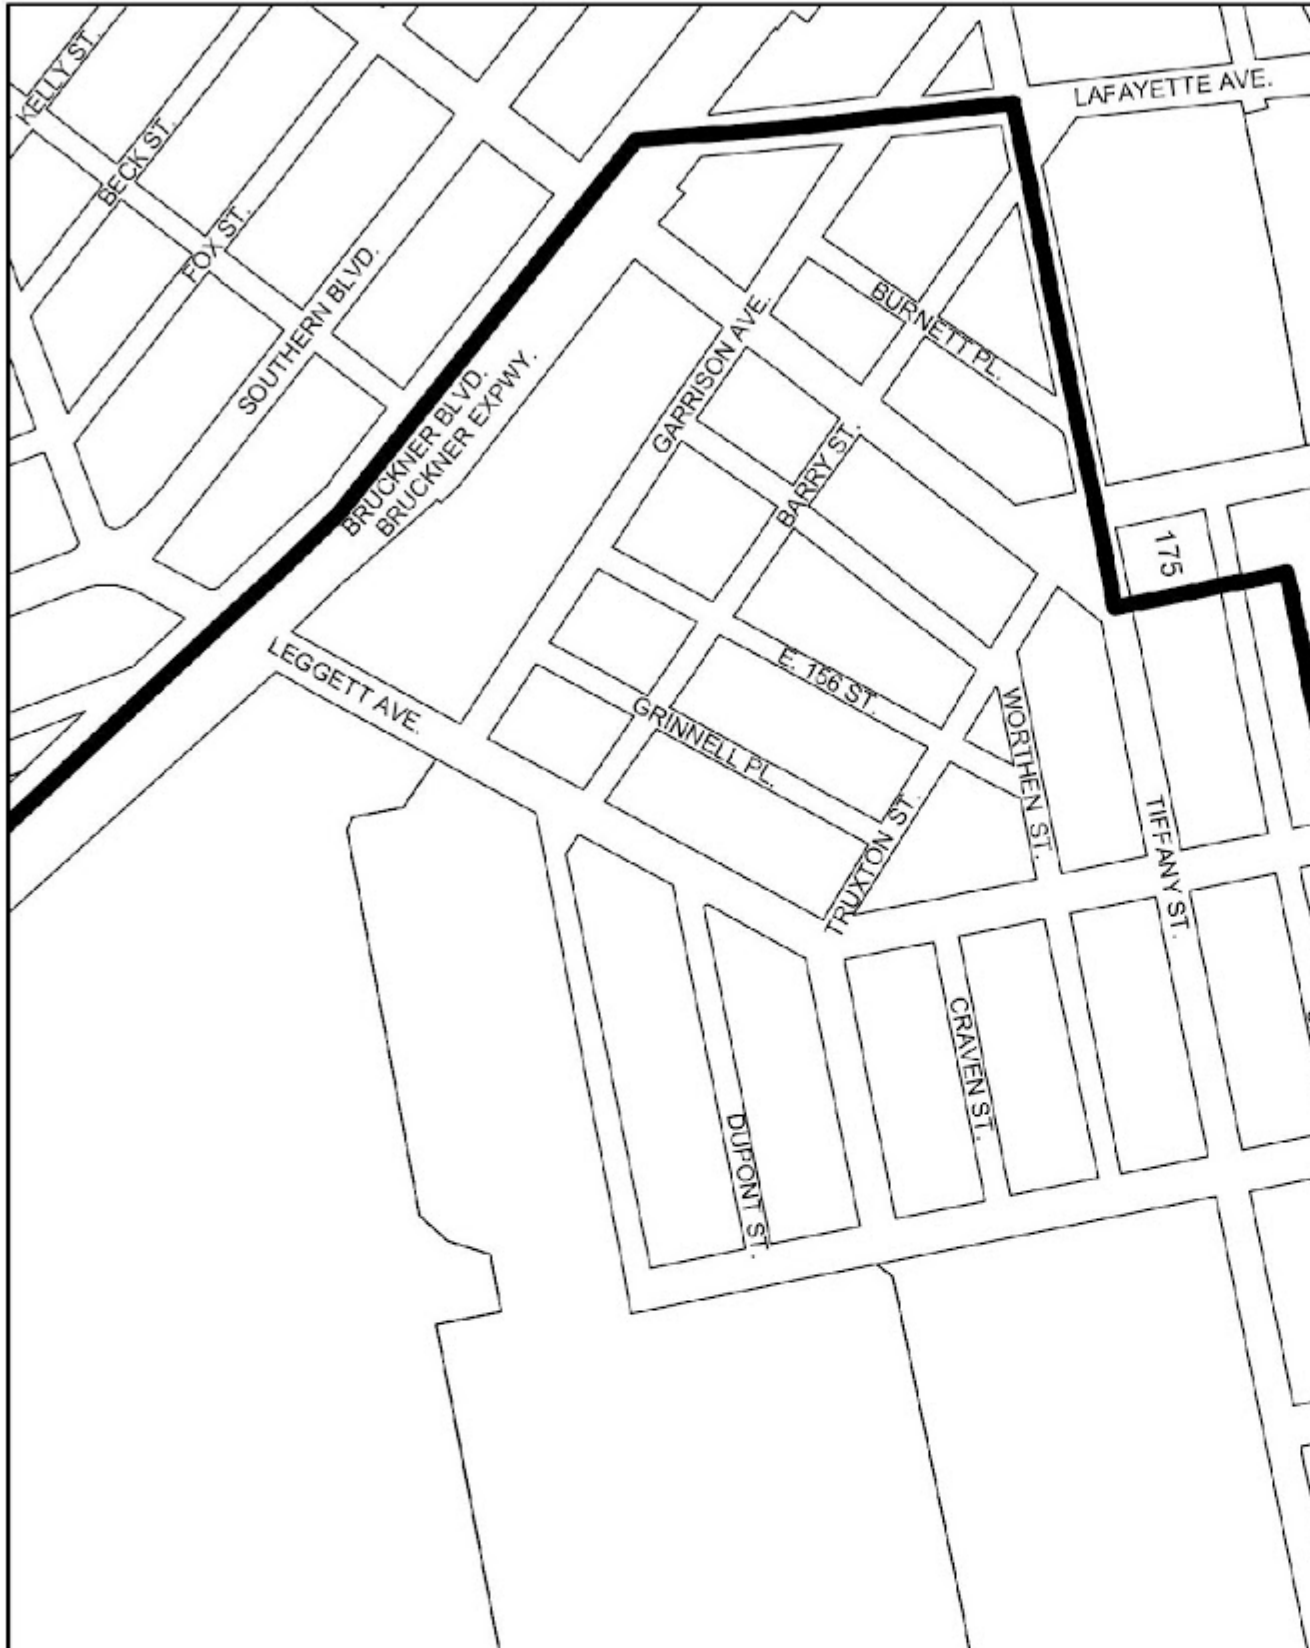 KELLY ST.
LAFAYETTE AVE.
BECK ST.
FOX ST.
SOUTHERN BLVD.
BURNETT PL.
GARRISON AVE.
BRUCKNER BLVD.
BRUCKNER EXPWY.
BARRY ST.
175
LEGGETT AVE.
E. 156 ST.
GRINNELL PL.
WORTHEN ST.
TRUXTON ST.
TIFFANY ST.
CRAVEN ST.
DUPONT ST.